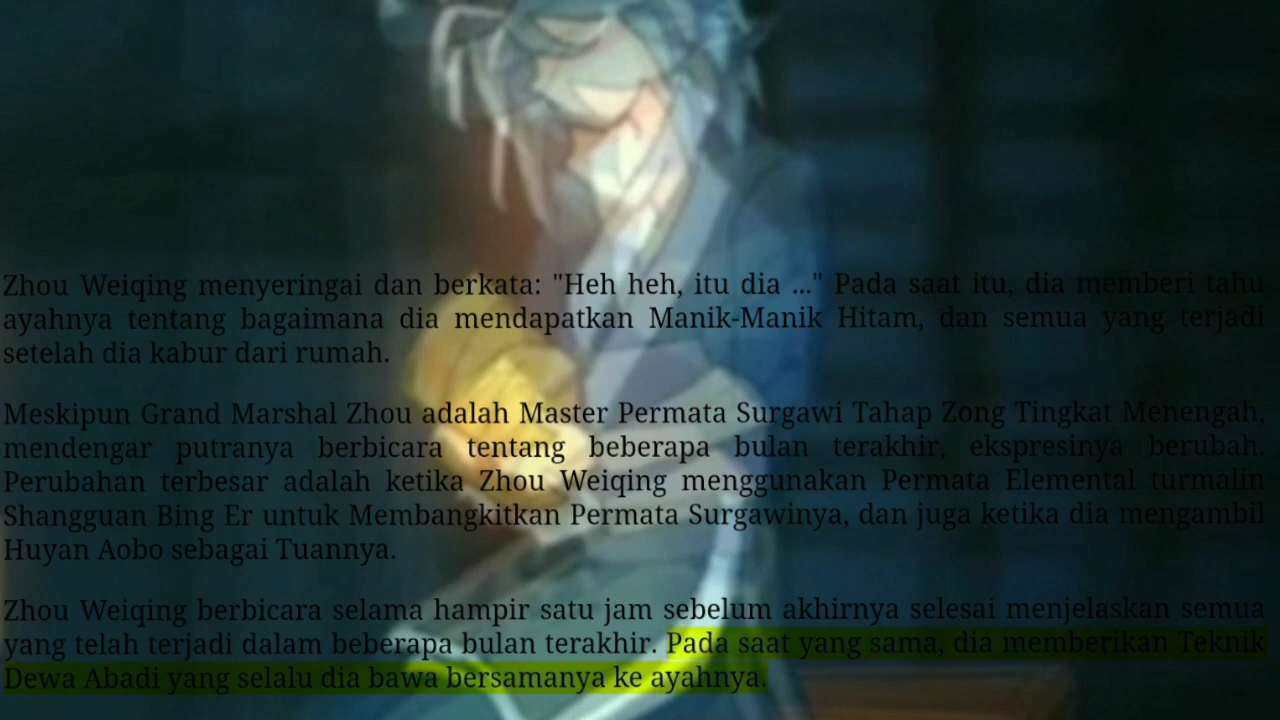 Zhou Weiqing menyeringai dan berkata: "Heh heh, itu dia ..." Pada saat itu, dia memberi tahu
ayahnya tentang bagaimana dia mendapatkan Manik-Manik Hitam, dan semua yang terjadi
setelah dia kabur dari rumah.
Meskipun Grand Marshal Zhou adalah Master Permata Surgawi Tahap Zong Tingkat Menengah,
mendengar putranya berbicara tentang beberapa bulan terakhir, ekspresinya berubah.
Perubahan terbesar adalah ketika Zhou Weiqing menggunakan Permata Elemental turmalin
Shangguan Bing Er untuk Membangkitkan Permata Surgawinya, dan juga ketika dia mengambil
Huyan Aobo sebagai Tuannya.
Zhou Weiqing berbicara selama hampir satu jam sebelum akhirnya selesai menjelaskan semua
yang telah terjadi dalam beberapa bulan terakhir. Pada saat yang sama, dia memberikan Teknik
Dewa Abadi yang selalu dia bawa bersamanya ke ayahnya.